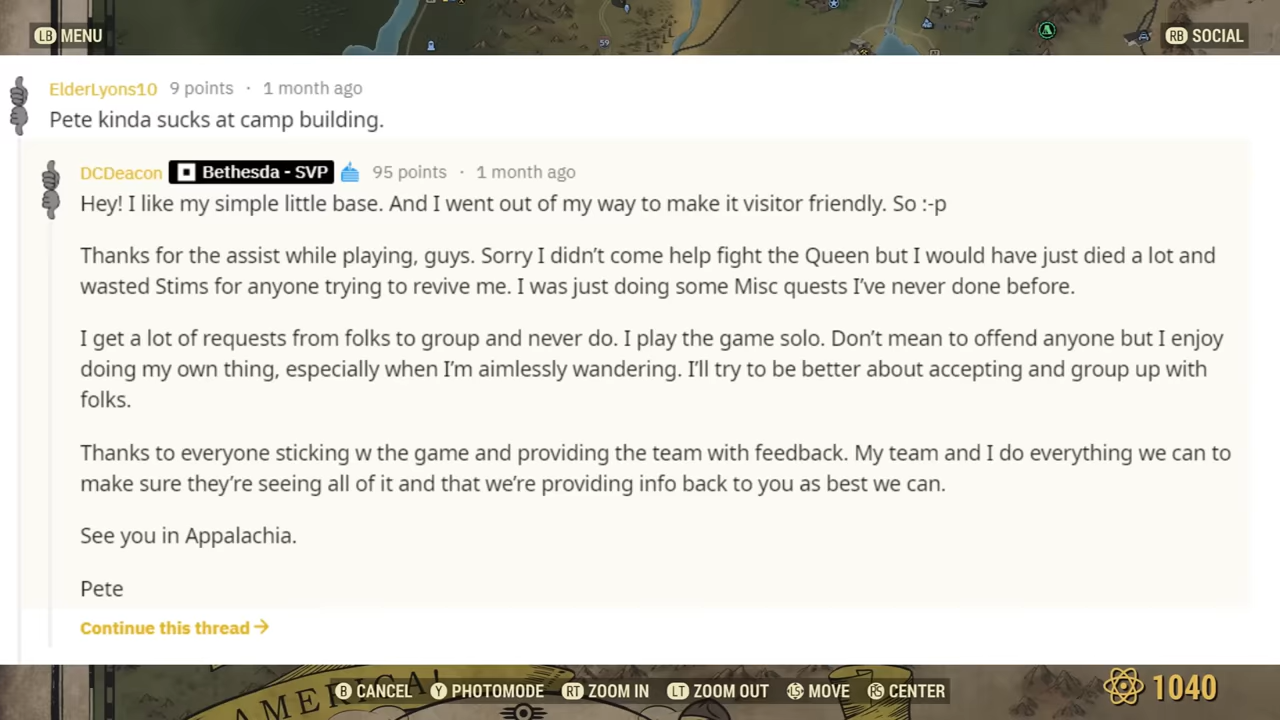 LB MENU
59
RB SOCIAL
ElderLyons10 9 points · 1 month ago
Pete kinda sucks at camp building.
DCDeacon Bethesda - SVP 95 points · 1 month ago
Hey! I like my simple little base. And I went out of my way to make it visitor friendly. So :-p
Thanks for the assist while playing, guys. Sorry I didn’t come help fight the Queen but I would have just died a lot and
wasted Stims for anyone trying to revive me. I was just doing some Misc quests I’ve never done before.
I get a lot of requests from folks to group and never do. I play the game solo. Don’t mean to offend anyone but I enjoy
doing my own thing, especially when I’m aimlessly wandering. I’ll try to be better about accepting and group up with
folks.
Thanks to everyone sticking w the game and providing the team with feedback. My team and I do everything we can to
make sure they’re seeing all of it and that we’re providing info back to you as best we can.
See you in Appalachia.
Pete
Continue this thread →
AMERICA!
B CANCEL Y PHOTOMODE RT ZOOM IN LT ZOOM OUT LS MOVE RS CENTER
1040